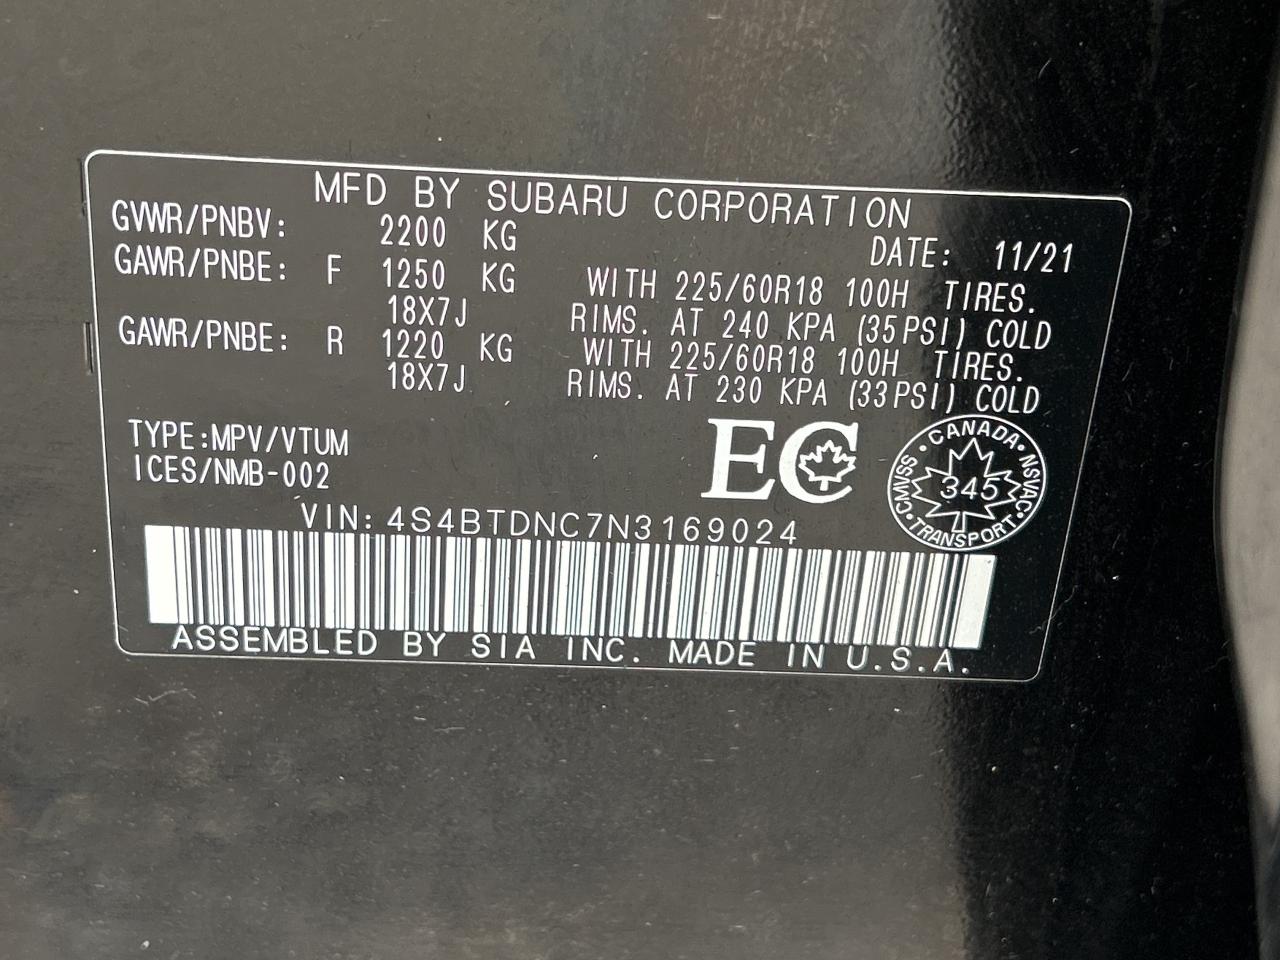 MFD BY SUBARU CORPORATION
GVWR/PNBV: 2200 KG DATE: 11/21
GAWR/PNBE: F 1250 KG WITH 225/60R18 100H TIRES.
18X7J RIMS. AT 240 KPA (35PSI) COLD
GAWR/PNBE: R 1220 KG WITH 225/60R18 100H TIRES.
18X7J RIMS. AT 230 KPA (33PSI) COLD
TYPE:MPV/VTUM
ICES/NMB-002
EC
CANADA · NSVAC · TRANSPORT · CMVSS ·
345
VIN: 4S4BTDNC7N3169024
ASSEMBLED BY SIA INC. MADE IN U.S.A.